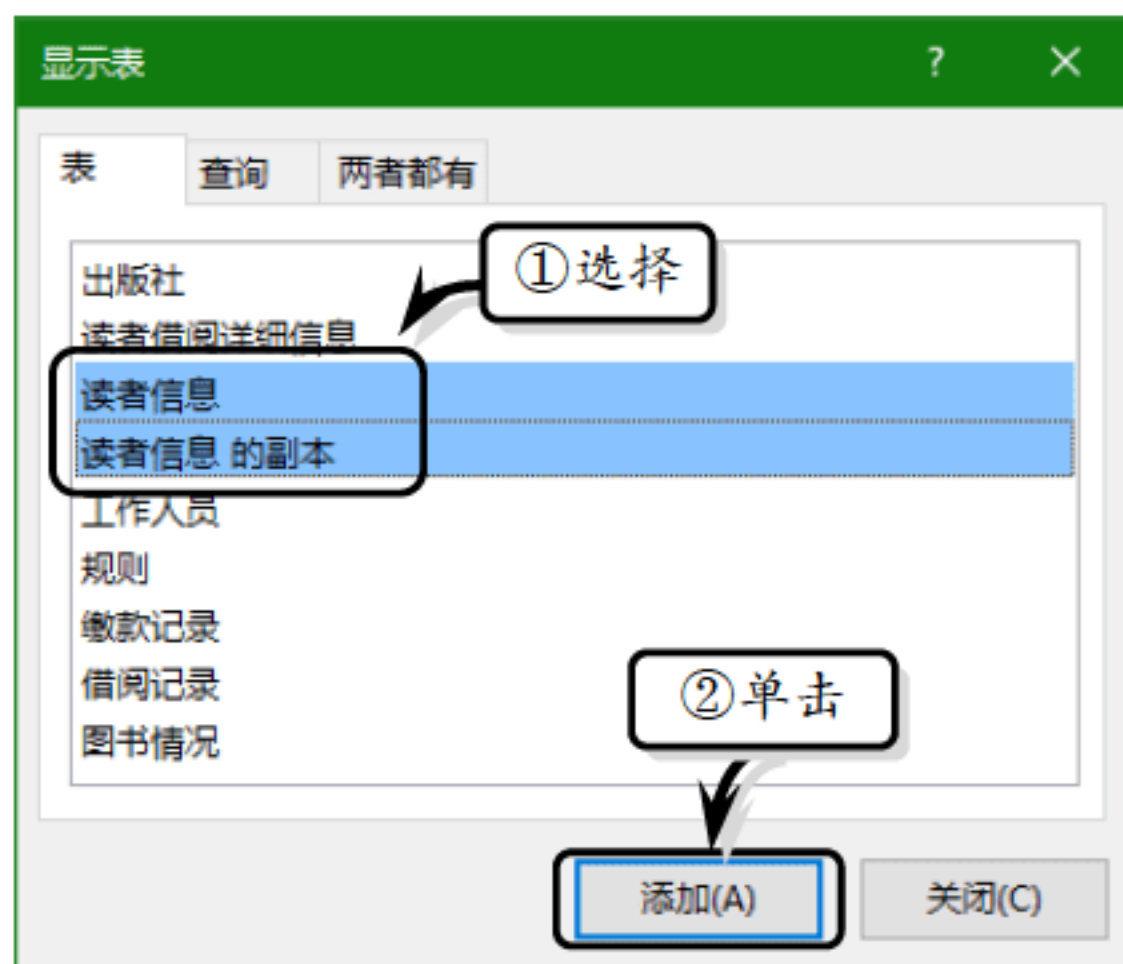 显示表 ? ×
表 查询 两者都有
①选择
出版社
读者借阅详细信息
读者信息
读者信息 的副本
工作人员
规则
缴款记录
借阅记录
图书情况
②单击
添加(A) 关闭(C)